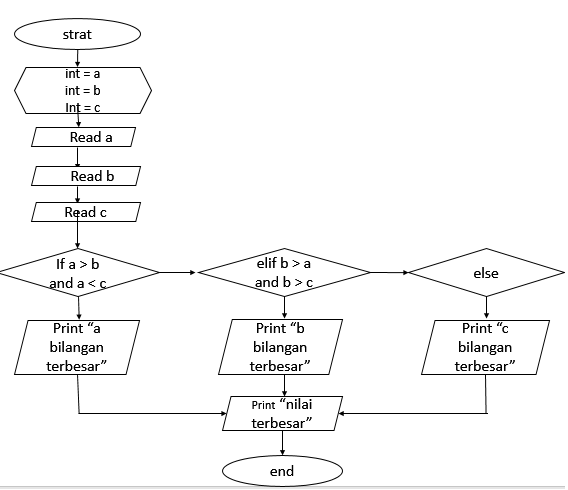 strat
int = a
int = b
Int = c
Read a
Read b
Read c
If a > b
and a < c
elif b > a
and b > c
else
Print “a
bilangan
terbesar”
Print “b
bilangan
terbesar”
Print “c
bilangan
terbesar”
Print “nilai
terbesar”
end